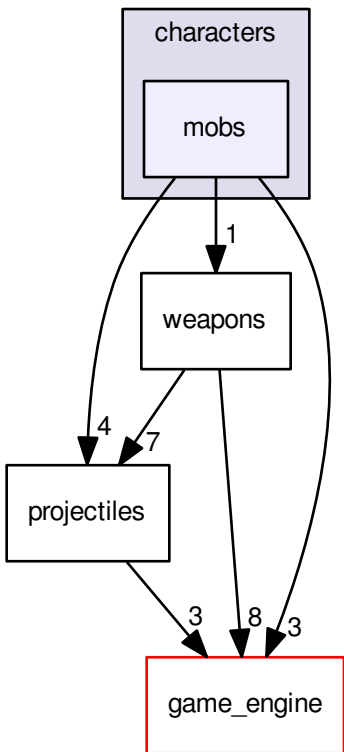 characters
mobs
1
weapons
4
7
projectiles
3
8
3
game_engine